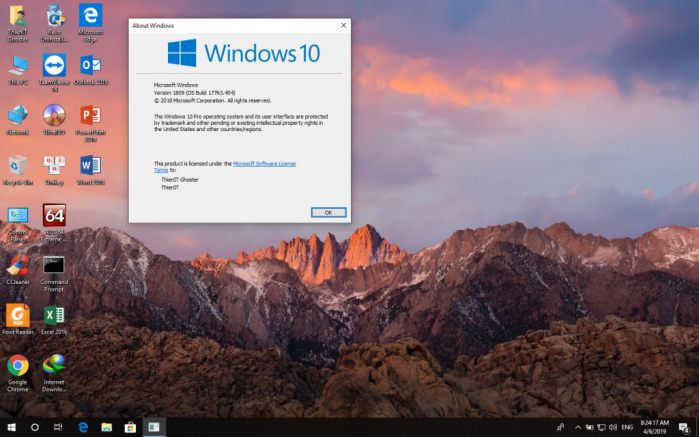 About Windows
Windows 10
Microsoft Windows
Version 1809 (OS Build 17763.404)
© 2018 Microsoft Corporation. All rights reserved.
The Windows 10 Pro operating system and its user interface are protected
by trademark and other pending or existing intellectual property rights in
the United States and other countries/regions.
This product is licensed under the Microsoft Software License
Terms to:
ThienIT Ghoster
ThienIT
OK
ThienIT
Ghoster
Uninstall...
Microsoft
Edge
This PC
TeamViewer
14
Outlook 2016
Network
UltraISO
PowerPoint
2016
Recycle Bin
Unikey
Word 2016
Control
Panel
64
Extreme ...
CCleaner
Command
Prompt
Foxit Reader
Excel 2016
Google
Chrome
Internet
Downlo...
ENG
8:24:17 AM
4/6/2019